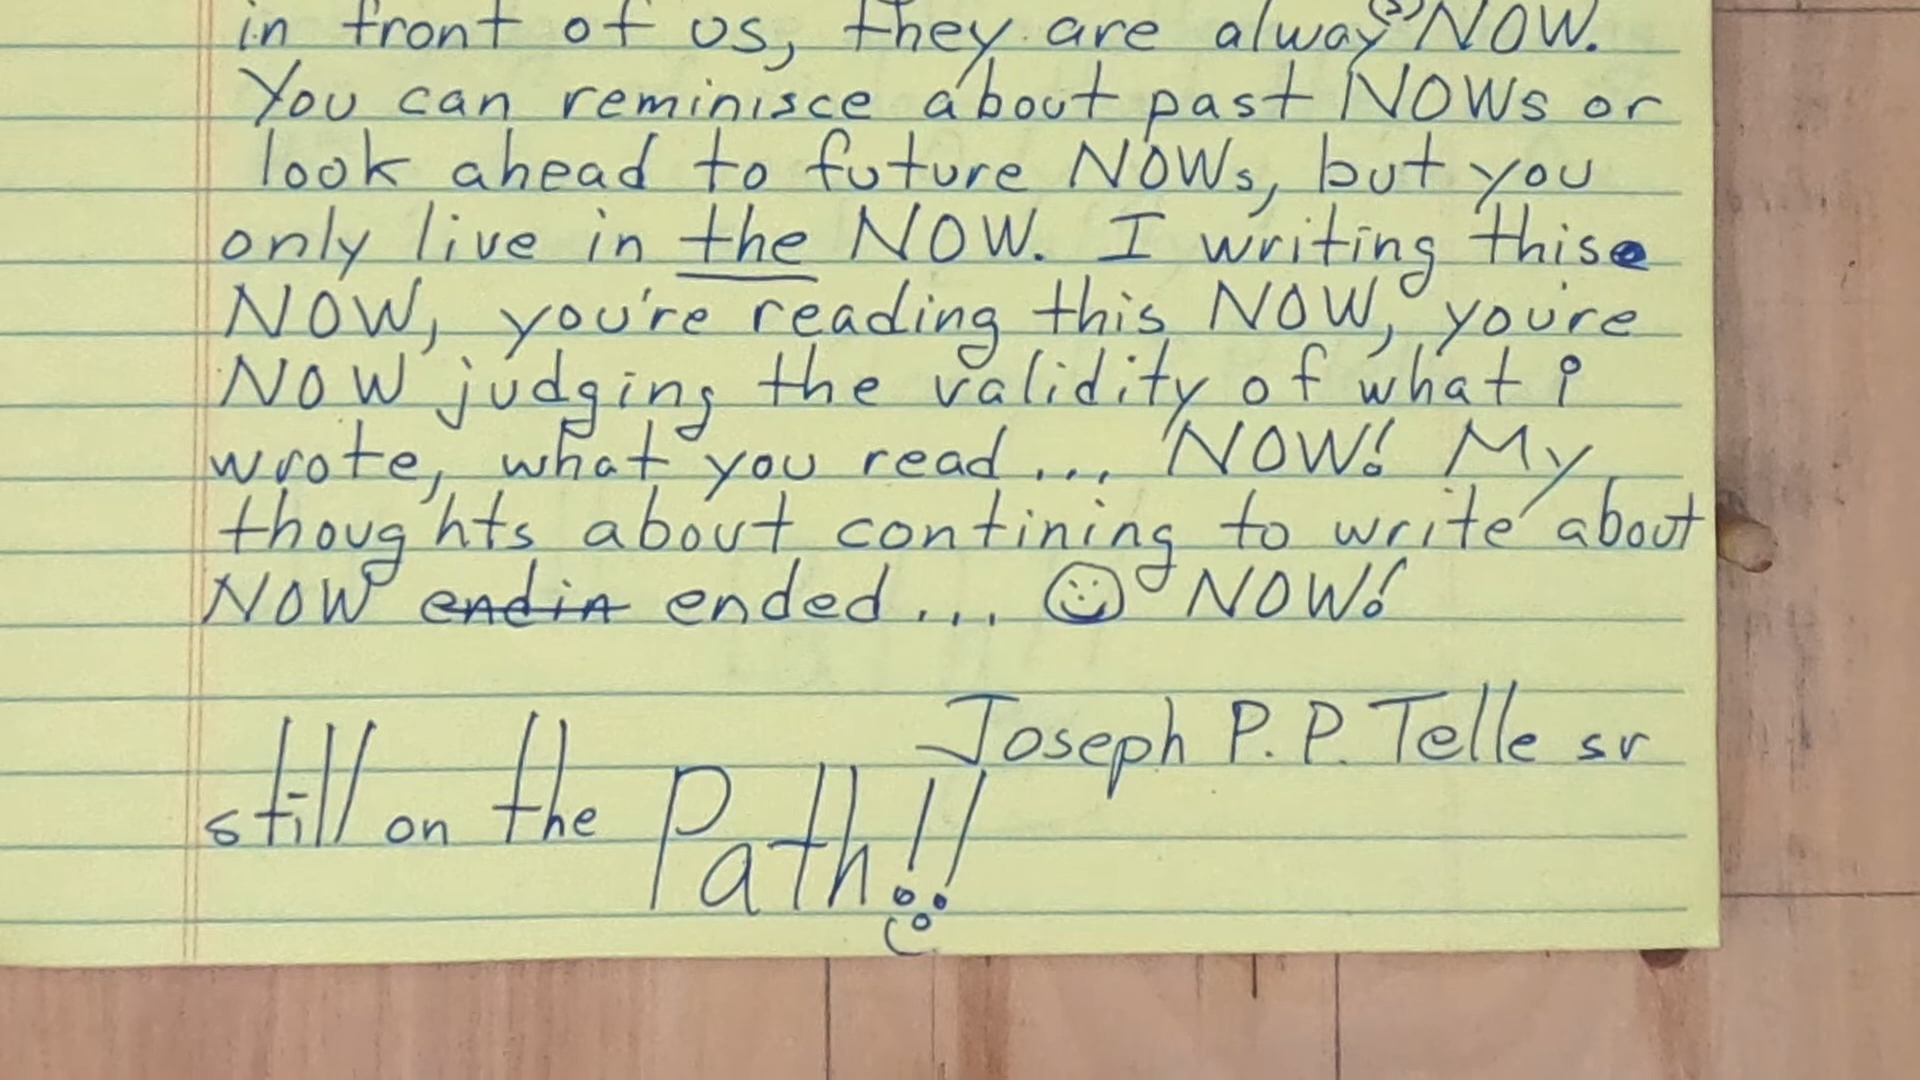 in front of us, they are always NOW.
You can reminisce about past NOWs or
look ahead to future NOWs, but you
only live in the NOW. I writing this
NOW, you're reading this NOW, you're
NOW judging the validity of what i
wrote, what you read... NOW! My
thoughts about contining to write about
NOW endin ended... ☺ NOW!
Joseph P. P. Telle sr
still on the Path!!